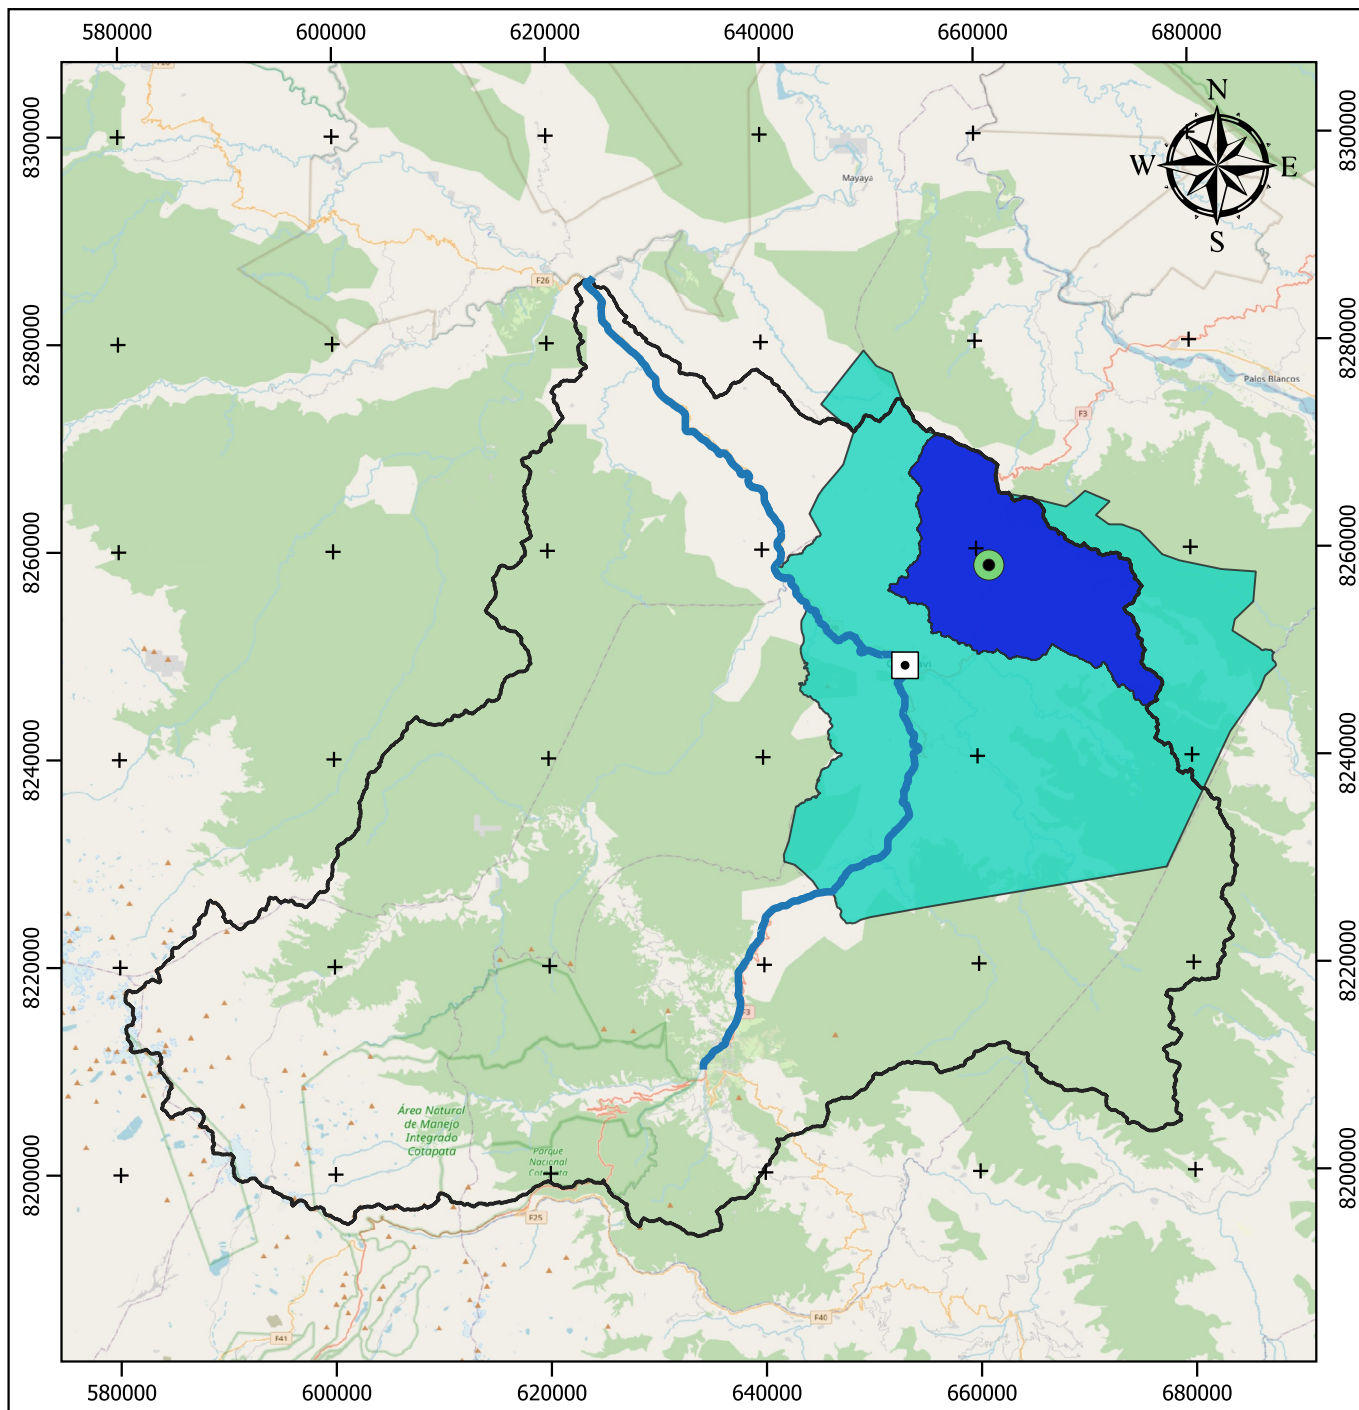 580000 600000 620000 640000 660000 680000
N
W E
S
8300000 8300000
Mayaya
F26
8280000 8280000
Palos Blancos
F3
8260000 8260000
8240000 8240000
8220000 8220000
F3
Área Natural
de Manejo
Integrado
Cotapata
Parque
Nacional
Cotapata
8200000 8200000
F25
F40
F41
580000 600000 620000 640000 660000 680000